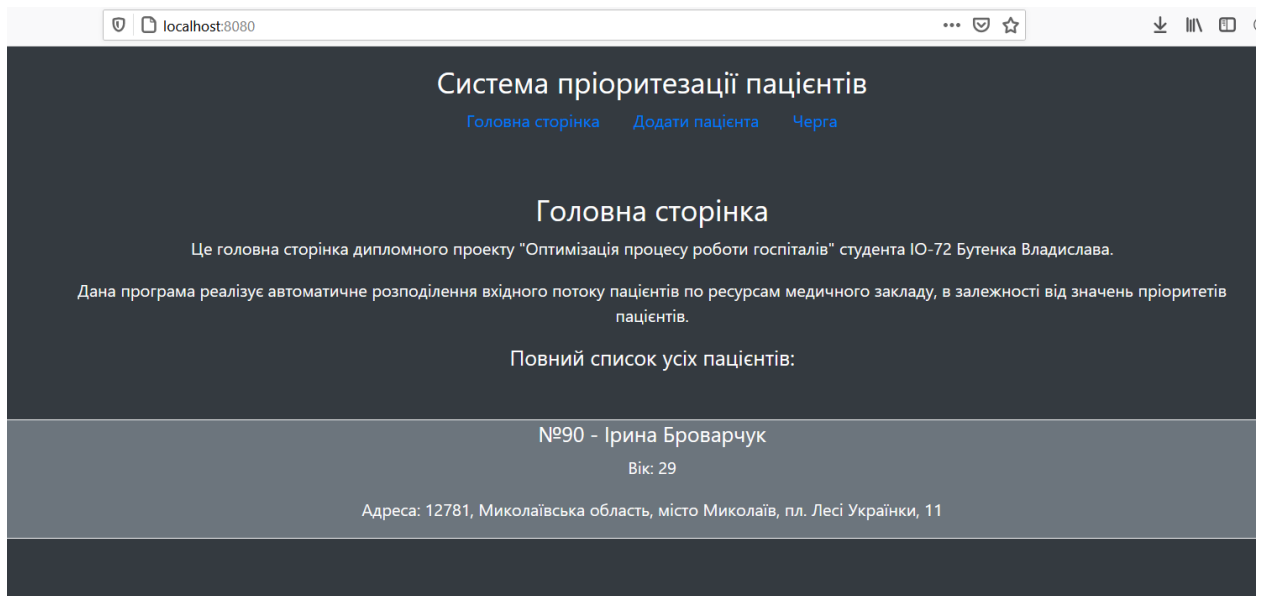 localhost:8080
Система пріоритезації пацієнтів
Головна сторінка Додати пацієнта Черга
Головна сторінка
Це головна сторінка дипломного проекту "Оптимізація процесу роботи госпіталів" студента ІО-72 Бутенка Владислава.
Дана програма реалізує автоматичне розподілення вхідного потоку пацієнтів по ресурсам медичного закладу, в залежності від значень пріоритетів
пацієнтів.
Повний список усіх пацієнтів:
№90 - Ірина Броварчук
Вік: 29
Адреса: 12781, Миколаївська область, місто Миколаїв, пл. Лесі Українки, 11